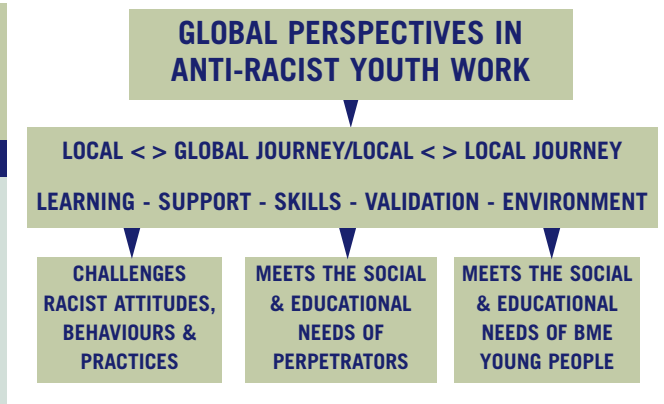 GLOBAL PERSPECTIVES IN
ANTI-RACIST YOUTH WORK
LOCAL < > GLOBAL JOURNEY/LOCAL < > LOCAL JOURNEY
LEARNING - SUPPORT - SKILLS - VALIDATION - ENVIRONMENT
CHALLENGES
RACIST ATTITUDES,
BEHAVIOURS &
PRACTICES
MEETS THE SOCIAL
& EDUCATIONAL
NEEDS OF
PERPETRATORS
MEETS THE SOCIAL
& EDUCATIONAL
NEEDS OF BME
YOUNG PEOPLE